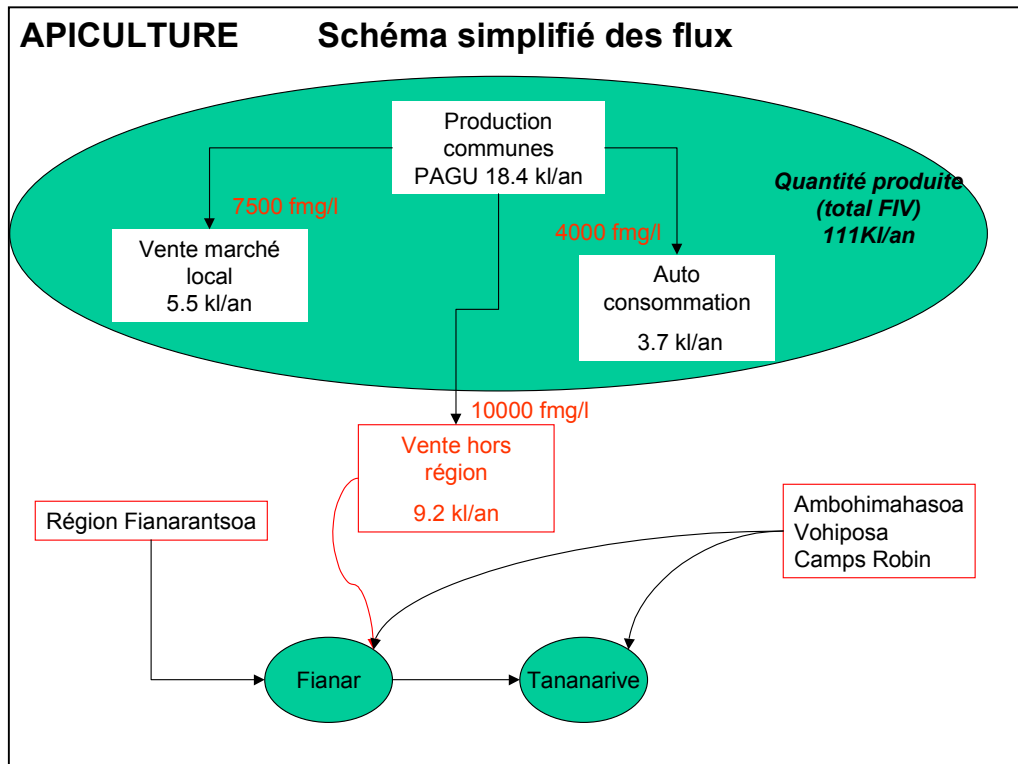 APICULTURE Schéma simplifié des flux
Production
communes
PAGU 18.4 kl/an
Quantité produite
(total FIV)
111Kl/an
7500 fmg/l
4000 fmg/l
Vente marché
local
5.5 kl/an
Auto
consommation
3.7 kl/an
10000 fmg/l
Vente hors
région
9.2 kl/an
Région Fianarantsoa
Ambohimahasoa
Vohiposa
Camps Robin
Fianar
Tananarive